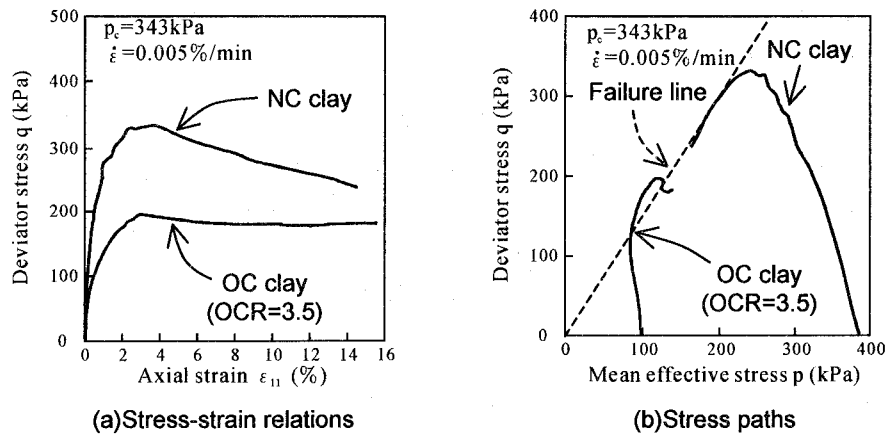 500
400
300
200
100
0
Deviator stress q (kPa)
p_c=343kPa
ε̇=0.005%/min
NC clay
OC clay
(OCR=3.5)
0 2 4 6 8 10 12 14 16
Axial strain ε₁₁ (%)
(a)Stress-strain relations
400
300
200
100
0
Deviator stress q (kPa)
p_c=343kPa
ε̇=0.005%/min
Failure line
NC clay
OC clay
(OCR=3.5)
0 100 200 300 400
Mean effective stress p (kPa)
(b)Stress paths